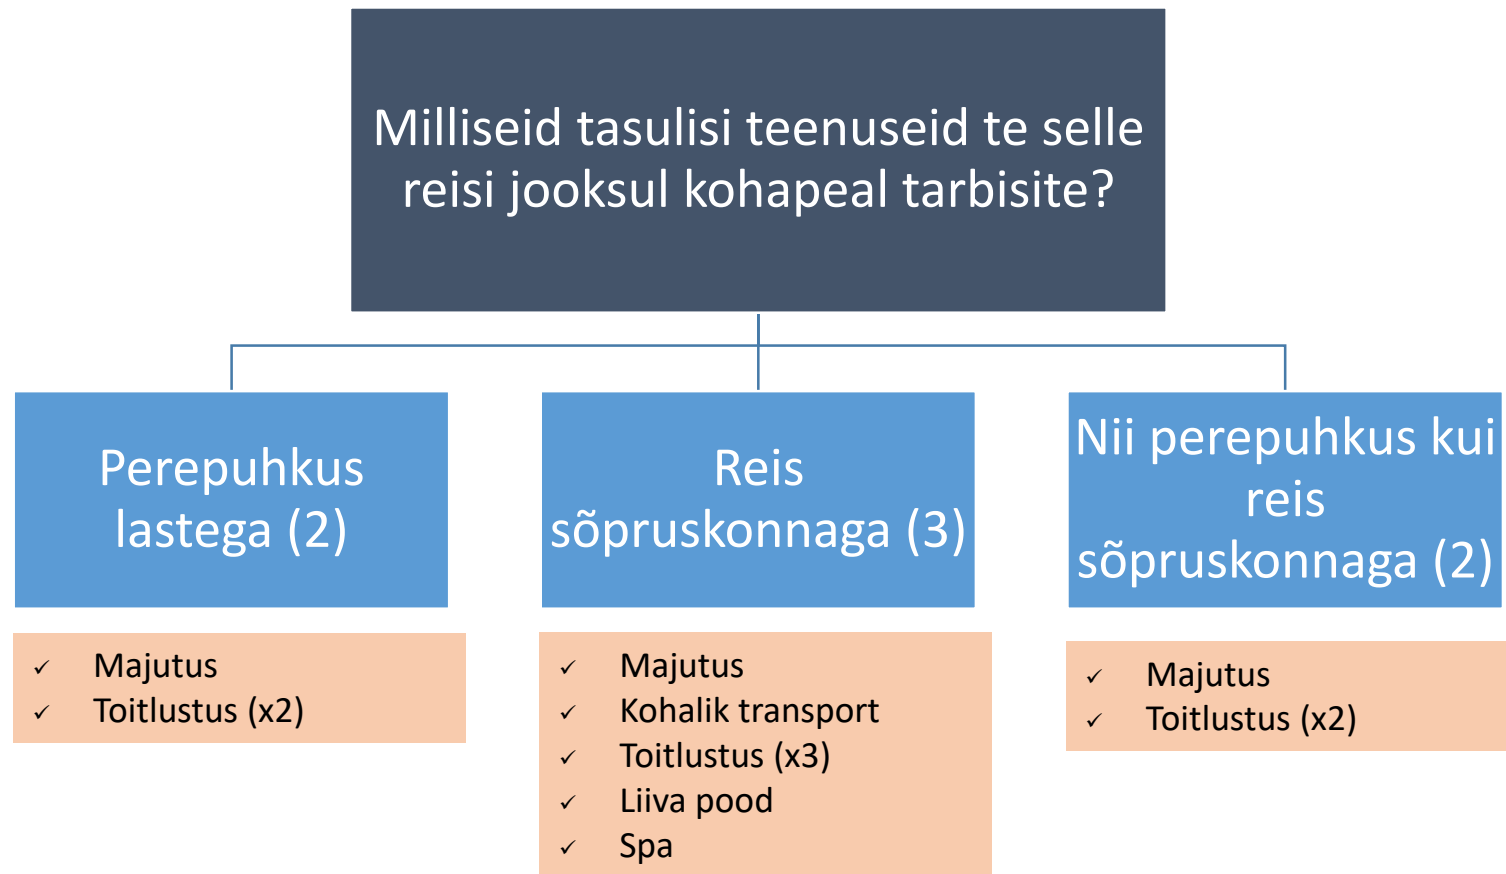 Milliseid tasulisi teenuseid te selle
reisi jooksul kohapeal tarbisite?
Perepuhkus
lastega (2)
Reis
sõpruskonnaga (3)
Nii perepuhkus kui
reis
sõpruskonnaga (2)
✓ Majutus
✓ Toitlustus (x2)
✓ Majutus
✓ Kohalik transport
✓ Toitlustus (x3)
✓ Liiva pood
✓ Spa
✓ Majutus
✓ Toitlustus (x2)